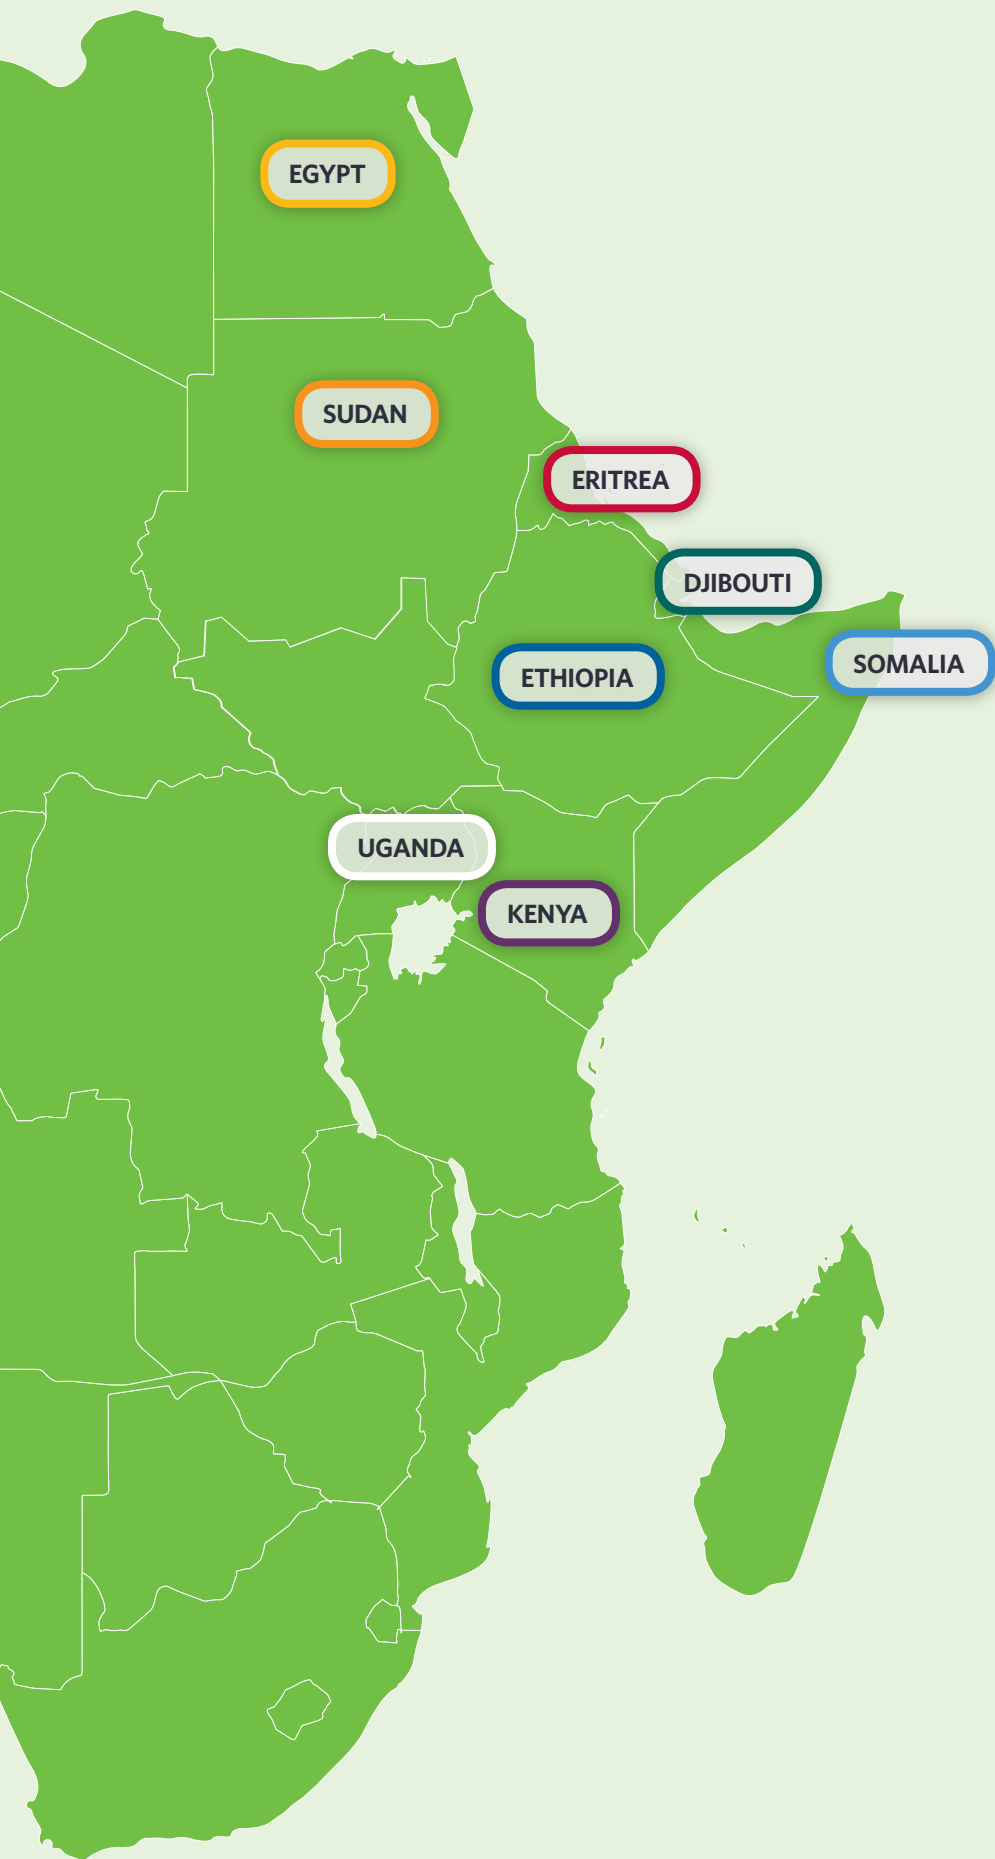 EGYPT
SUDAN
ERITREA
DJIBOUTI
SOMALIA
ETHIOPIA
UGANDA
KENYA